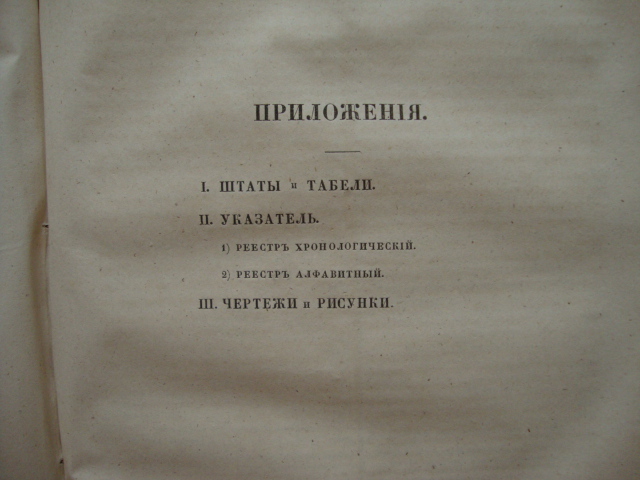 ПРИЛОЖЕНІЯ.
I. ШТАТЫ и ТАБЕЛИ.
II. УКАЗАТЕЛЬ.
1) РЕЕСТРЪ ХРОНОЛОГИЧЕСКІЙ.
2) РЕЕСТРЪ АЛФАВИТНЫЙ.
III. ЧЕРТЕЖИ и РИСУНКИ.